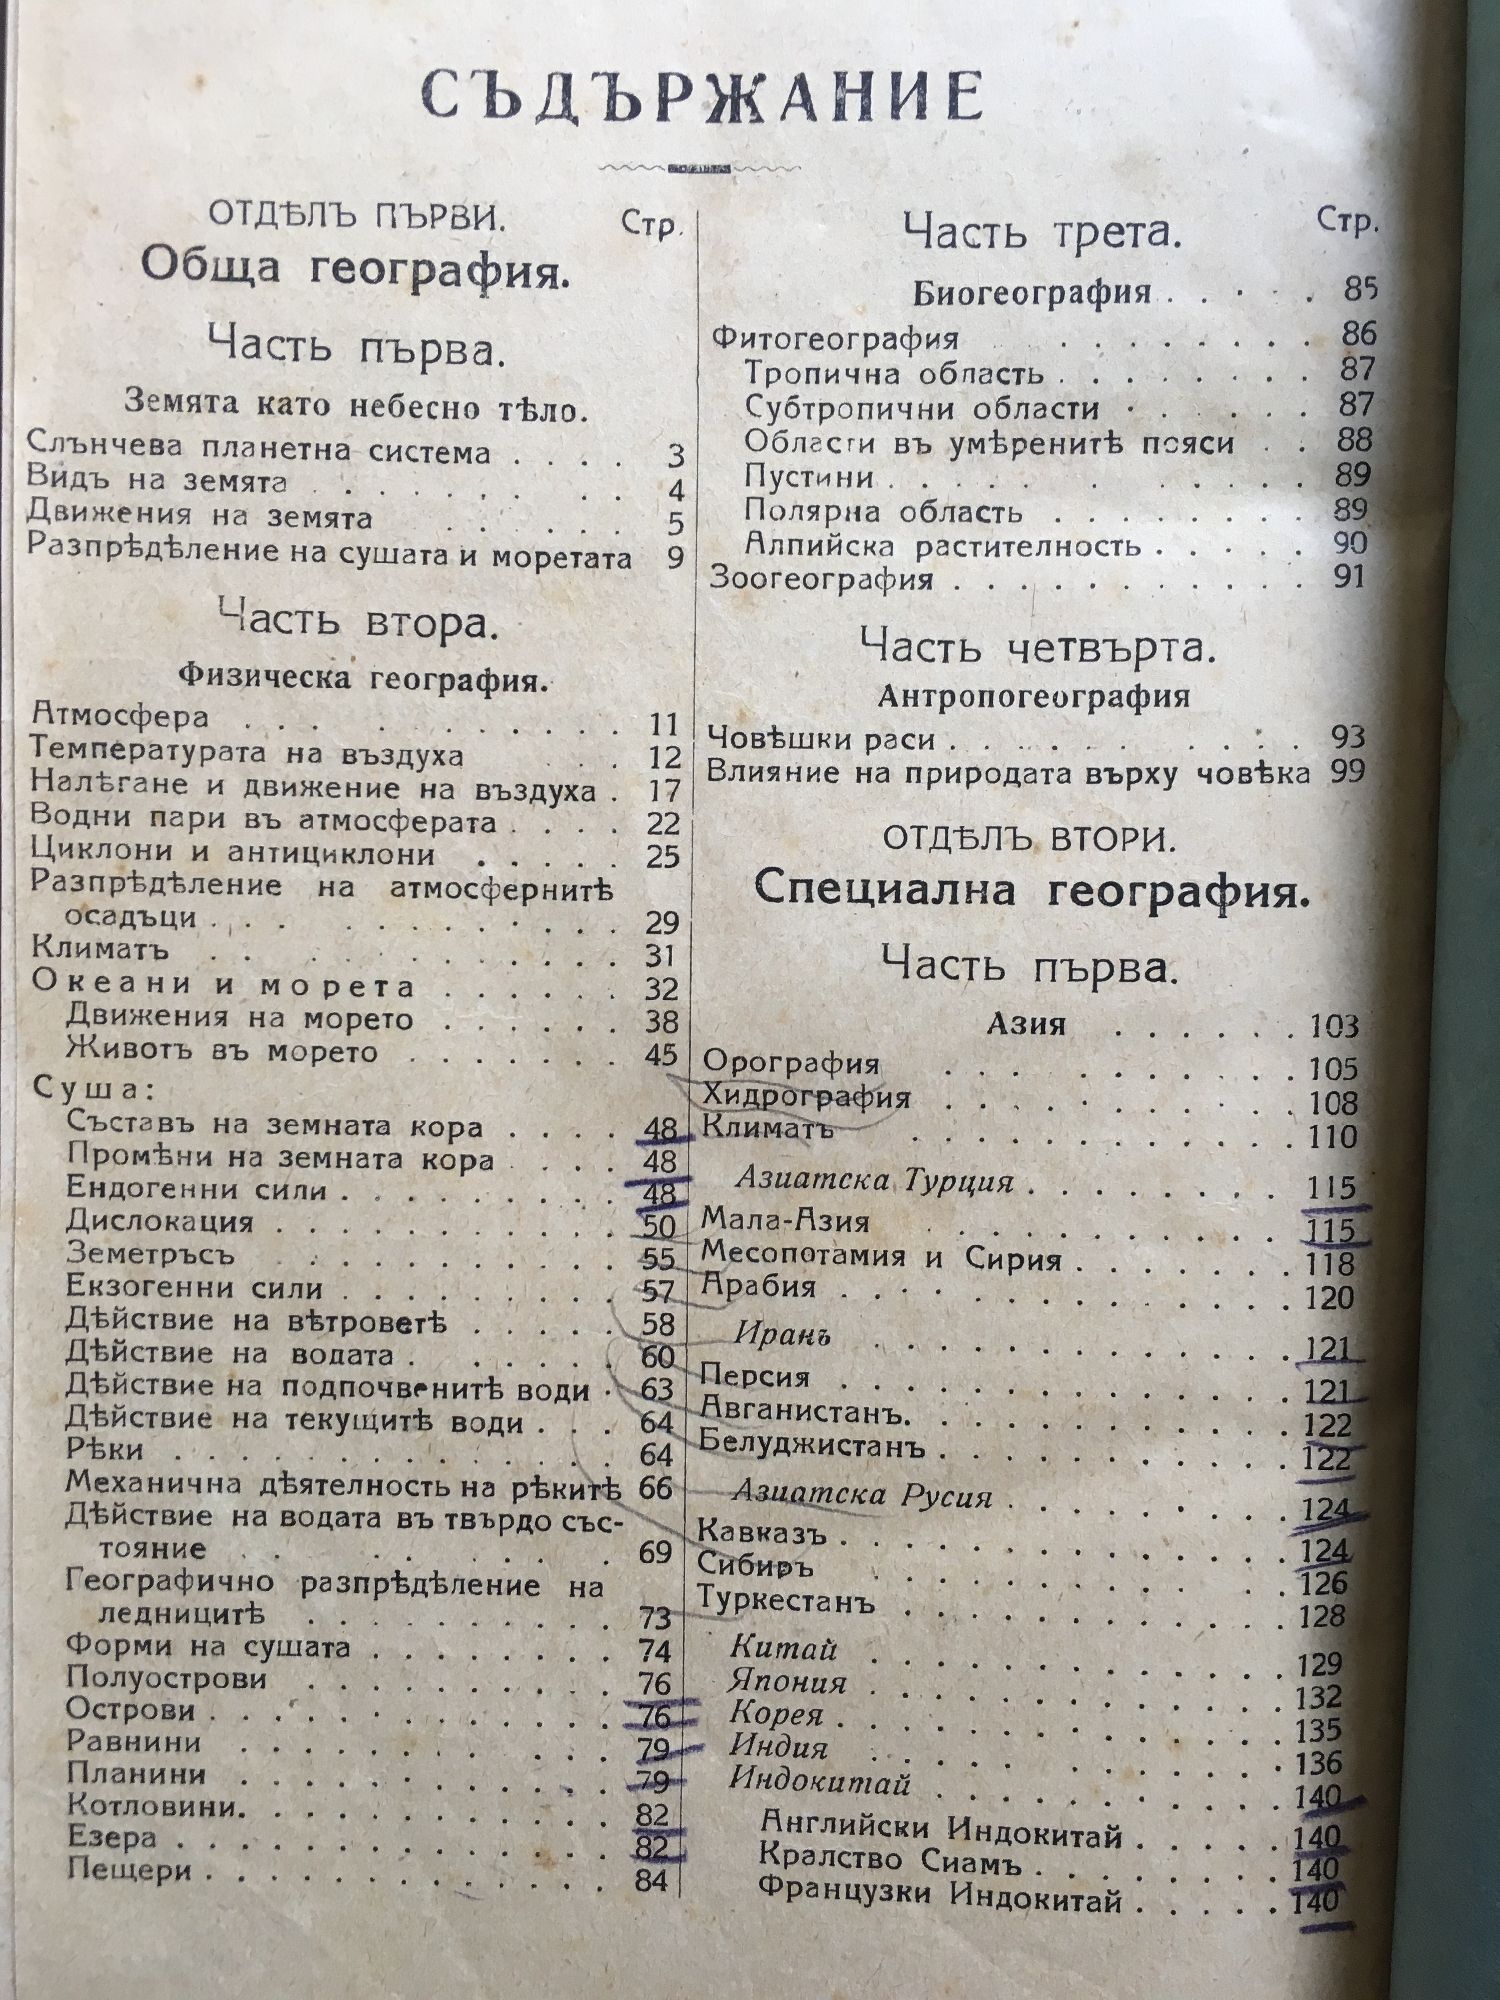 СЪДЪРЖАНИЕ
ОТДѢЛЪ ПЪРВИ.
Стр.
Обща география.
Часть първа.
Земята като небесно тѣло.
Слънчева планетна система . . . . 3
Видъ на земята . . . . . . . . . 4
Движения на земята . . . . . 5
Разпрѣдѣление на сушата и моретата 9
Часть втора.
Физическа география.
Атмосфера . . . . . . . . . . . 11
Температурата на въздуха . . . 12
Налѣгане и движение на въздуха . 17
Водни пари въ атмосферата . . . . 22
Циклони и антициклони . . . . . 25
Разпрѣдѣление на атмосфернитѣ
осадъци . . . . . . . . . . . 29
Климатъ . . . . . . . . . . . 31
Океани и морета . . . . . . 32
Движения на морето . . . . . . 38
Животъ въ морето . . . . . . . 45
Суша:
Съставъ на земната кора . . . . 48
Промѣни на земната кора . . . . 48
Ендогенни сили . . . . . . . . . 48
Дислокация . . . . . . . . . . . 50
Земетръсъ . . . . . . . . . . 55
Екзогенни сили . . . . . . . . . 57
Дѣйствие на вѣтроветѣ . . . . . 58
Дѣйствие на водата . . . . . . 60
Дѣйствие на подпочвенитѣ води . 63
Дѣйствие на текущитѣ води . . . 64
Рѣки . . . . . . . . . . . . . . 64
Механична дѣятелность на рѣкитѣ 66
Дѣйствие на водата въ твърдо със-
тояние . . . . . . . . . . 69
Географично разпрѣдѣление на
ледницитѣ . . . . . . . . . . 73
Форми на сушата . . . . . . . . 74
Полуострови . . . . . . . . . . 76
Острови . . . . . . . . . . . . . 76
Равнини . . . . . . . . . . . 79
Планини . . . . . . . . . . . . 79
Котловини. . . . . . . . . . . . 82
Езера . . . . . . . . . . . . . . 82
Пещери . . . . . . . . . . . . . 84
Часть трета.
Стр.
Биогеография . . . . . 85
Фитогеография . . . . . . . . 86
Тропична область . . . . . . . . 87
Субтропични области . . . . . 87
Области въ умѣренитѣ пояси . . 88
Пустини . . . . . . . . . . . 89
Полярна область . . . . . . . . 89
Алпийска растителность . . . . . 90
Зоогеография . . . . . . . . . . . 91
Часть четвърта.
Антропогеография
Човѣшки раси . . . . . . . . . . 93
Влияние на природата върху човѣка 99
ОТДѢЛЪ ВТОРИ.
Специална география.
Часть първа.
Азия . . . . . . 103
Орография . . . . . . . . . . 105
Хидрография . . . . . . . . . . 108
Климатъ . . . . . . . . . . . 110
Азиатска Турция . . . . . . . . 115
Мала-Азия . . . . . . . . . . . 115
Месопотамия и Сирия . . . . . . . 118
Арабия . . . . . . . . . . . . . 120
Иранъ . . . . . . . . . . . . 121
Персия . . . . . . . . . . . . . 121
Авганистанъ. . . . . . . . . . . 122
Белуджистанъ . . . . . . . . . . 122
Азиатска Русия . . . . . . . . 124
Кавказъ . . . . . . . . . . . . . 124
Сибиръ . . . . . . . . . . . . 126
Туркестанъ . . . . . . . . . . . 128
Китай . . . . . . . . . . . . 129
Япония . . . . . . . . . . . . 132
Корея . . . . . . . . . . . . . 135
Индия . . . . . . . . . . . . 136
Индокитай . . . . . . . . . . 140
Английски Индокитай . . . . . 140
Кралство Сиамъ . . . . . . . . 140
Французки Индокитай . . . . . 140